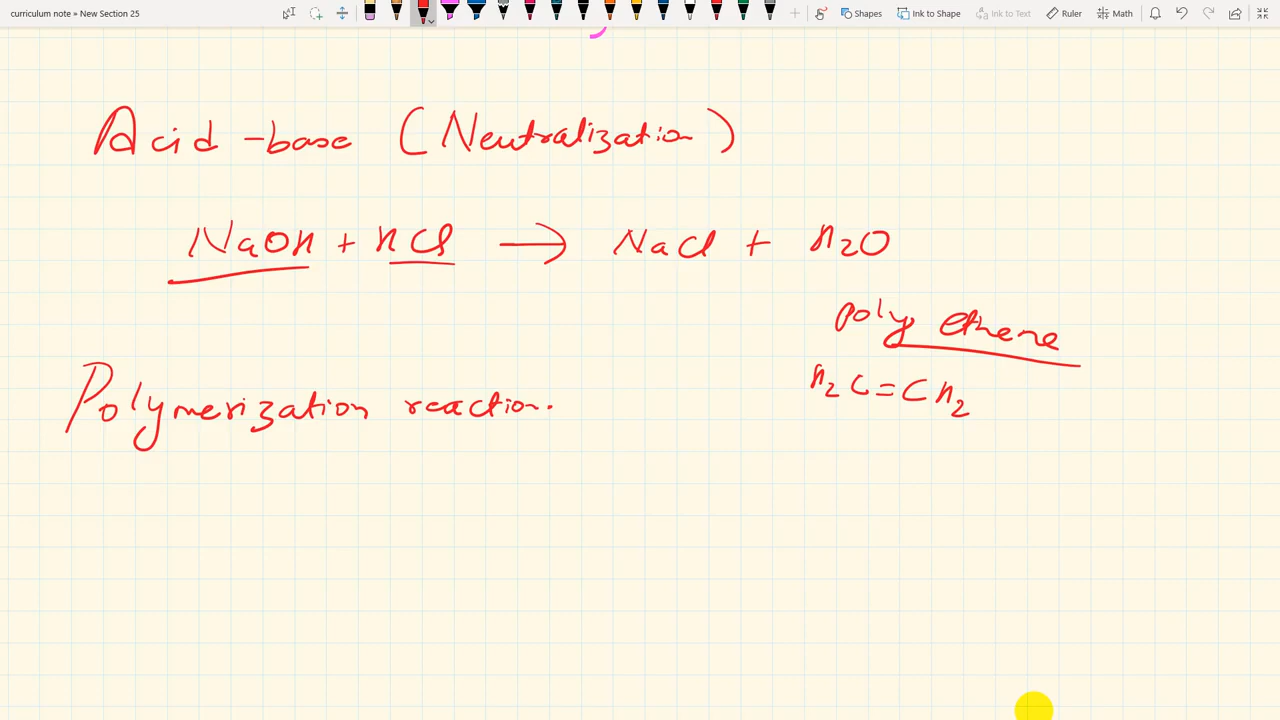 curriculum note » New Section 25
Shapes Ink to Shape Ink to Text Ruler Math
Acid-base (Neutralization)
NaOH + HCl → NaCl + H₂O
poly ethene
H₂C=CH₂
Polymerization reaction.